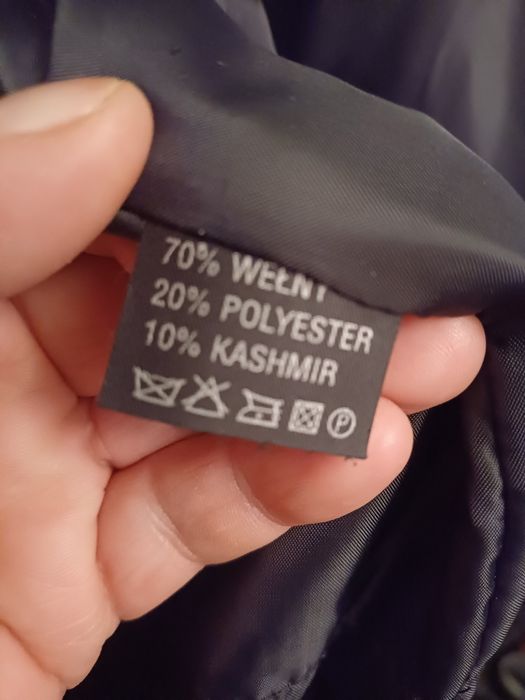 70% WEŁNY
20% POLYESTER
10% KASHMIR
P